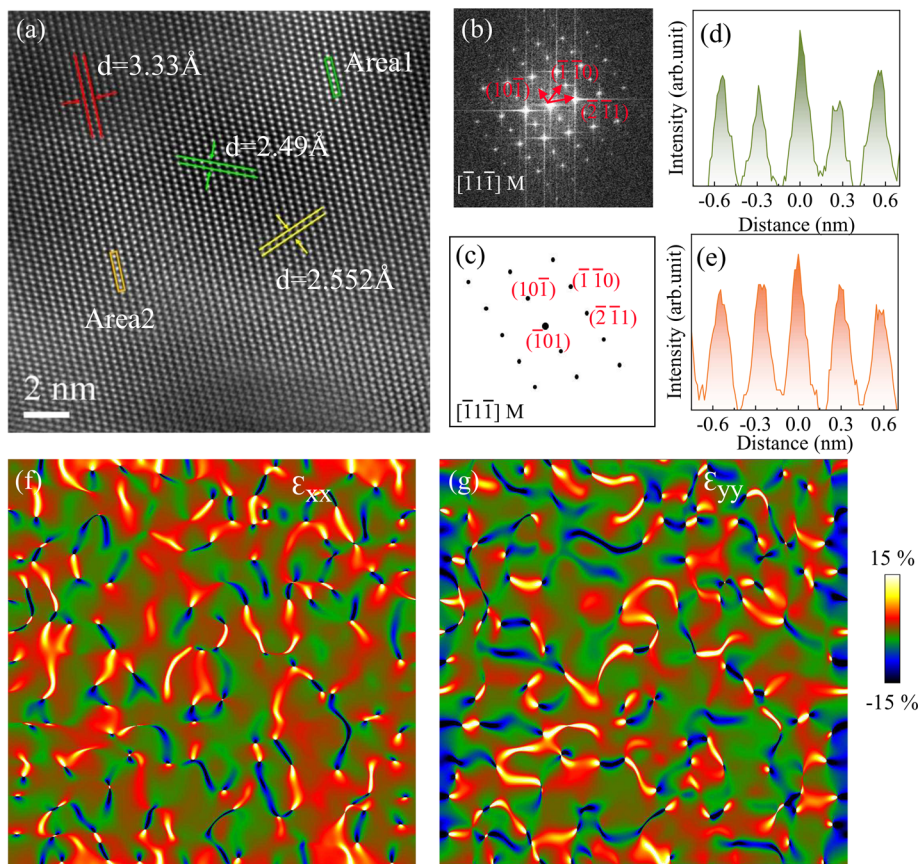 (a)
d=3.33Å
Area1
d=2.49Å
d=2.552Å
Area2
2 nm
(b)
(101̅)
(1̅1̅0)
(2̅1̅1)
[1̅11̅] M
(c)
(1̅1̅0)
(101̅)
(2̅1̅1)
(1̅01)
[1̅11̅] M
(d)
Intensity (arb.unit)
-0.6 -0.3 0.0 0.3 0.6
Distance (nm)
(e)
Intensity (arb.unit)
-0.6 -0.3 0.0 0.3 0.6
Distance (nm)
(f)
εxx
(g)
εyy
15 %
-15 %